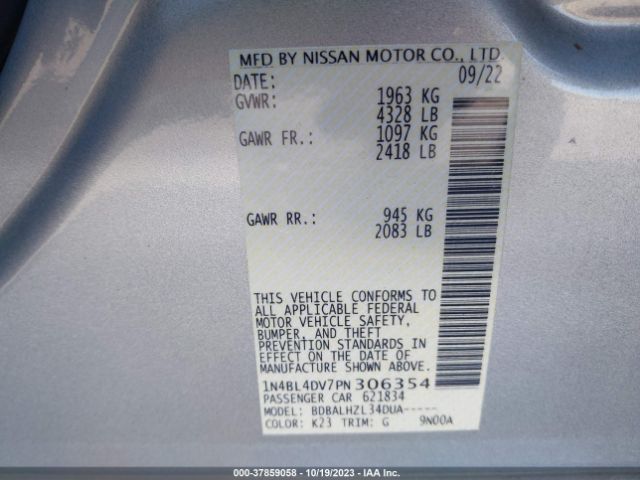 MFD BY NISSAN MOTOR CO., LTD
DATE: 09/22
GVWR: 1963 KG
4328 LB
GAWR FR.: 1097 KG
2418 LB
GAWR RR.: 945 KG
2083 LB
THIS VEHICLE CONFORMS TO
ALL APPLICABLE FEDERAL
MOTOR VEHICLE SAFETY,
BUMPER, AND THEFT
PREVENTION STANDARDS IN
EFFECT ON THE DATE OF
MANUFACTURE SHOWN ABOVE.
1N4BL4DV7PN306354
PASSENGER CAR 621834
MODEL: BDBALHZL34DUA-----
COLOR: K23 TRIM: G 9N00A
000-37859058 - 10/19/2023 - IAA Inc.